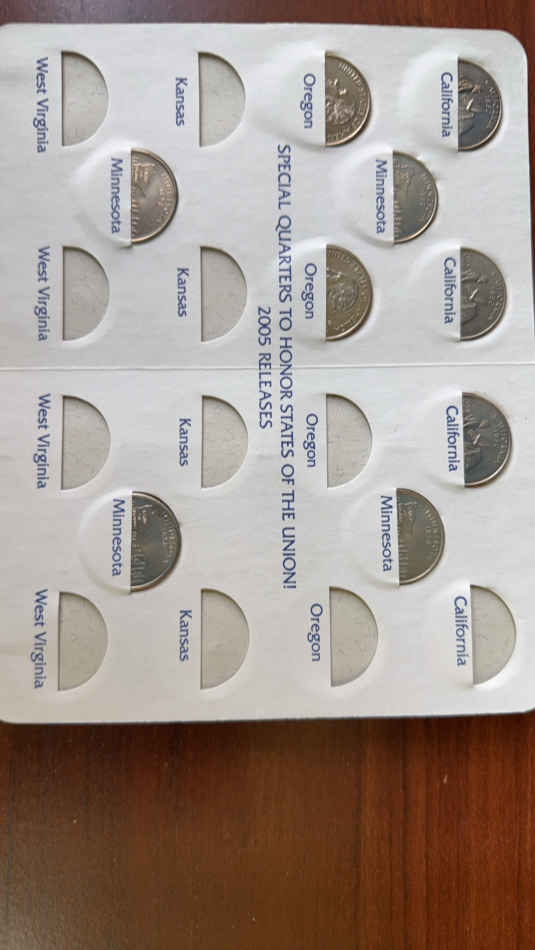 California California California California
Minnesota Minnesota
Oregon Oregon Oregon Oregon
SPECIAL QUARTERS TO HONOR STATES OF THE UNION!
2005 RELEASES
Kansas Kansas Kansas Kansas
Minnesota Minnesota
West Virginia West Virginia West Virginia West Virginia